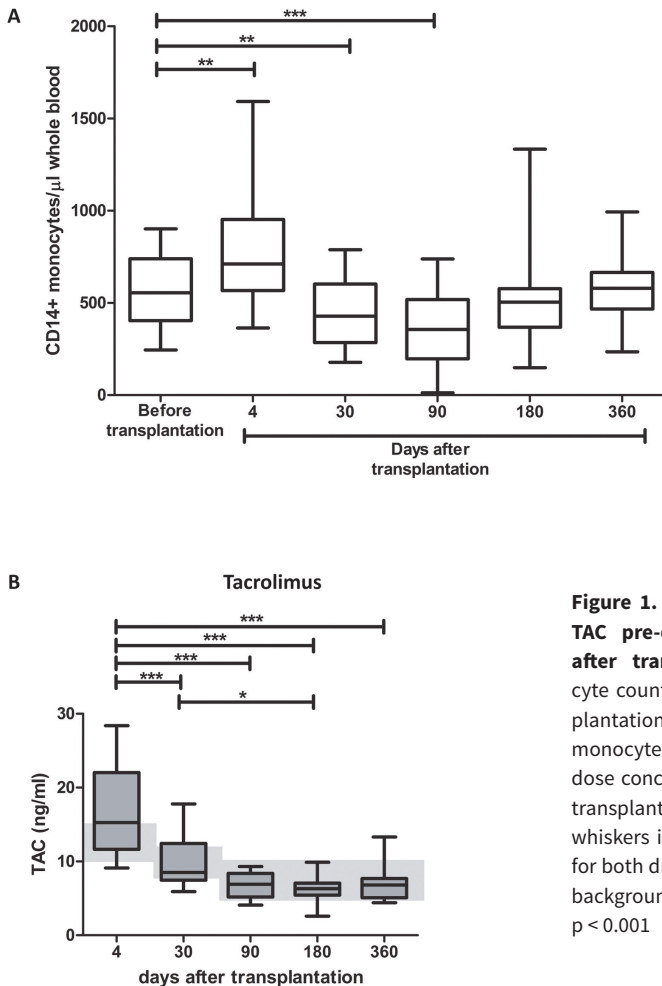 A
***
**
**
2000
1500
1000
500
0
CD14+ monocytes/μl whole blood
Before transplantation
4
30
90
180
360
Days after
transplantation
B
Tacrolimus
***
***
***
***
*
30
20
10
0
TAC (ng/ml)
4
30
90
180
360
days after transplantation
Figure 1.
TAC pre-
after tran
cyte count
plantation
monocyte
dose conc
transplant
whiskers i
for both d
background
p < 0.001